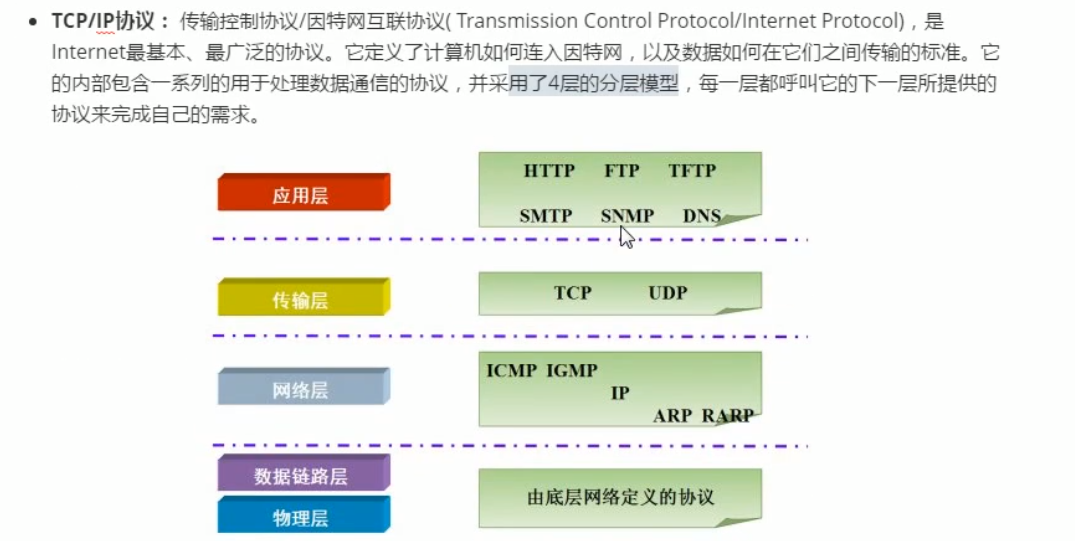 TCP/IP协议： 传输控制协议/因特网互联协议( Transmission Control Protocol/Internet Protocol)，是
Internet最基本、最广泛的协议。它定义了计算机如何连入因特网，以及数据如何在它们之间传输的标准。它
的内部包含一系列的用于处理数据通信的协议，并采用了4层的分层模型，每一层都呼叫它的下一层所提供的
协议来完成自己的需求。
应用层
HTTP FTP TFTP
SMTP SNMP DNS
传输层
TCP UDP
网络层
ICMP IGMP
IP
ARP RARP
数据链路层
物理层
由底层网络定义的协议